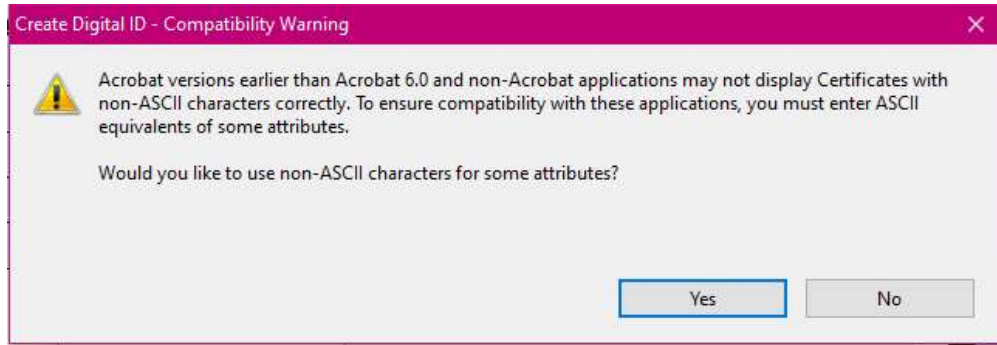 Create Digital ID - Compatibility Warning
Acrobat versions earlier than Acrobat 6.0 and non-Acrobat applications may not display Certificates with
non-ASCII characters correctly. To ensure compatibility with these applications, you must enter ASCII
equivalents of some attributes.
Would you like to use non-ASCII characters for some attributes?
Yes
No